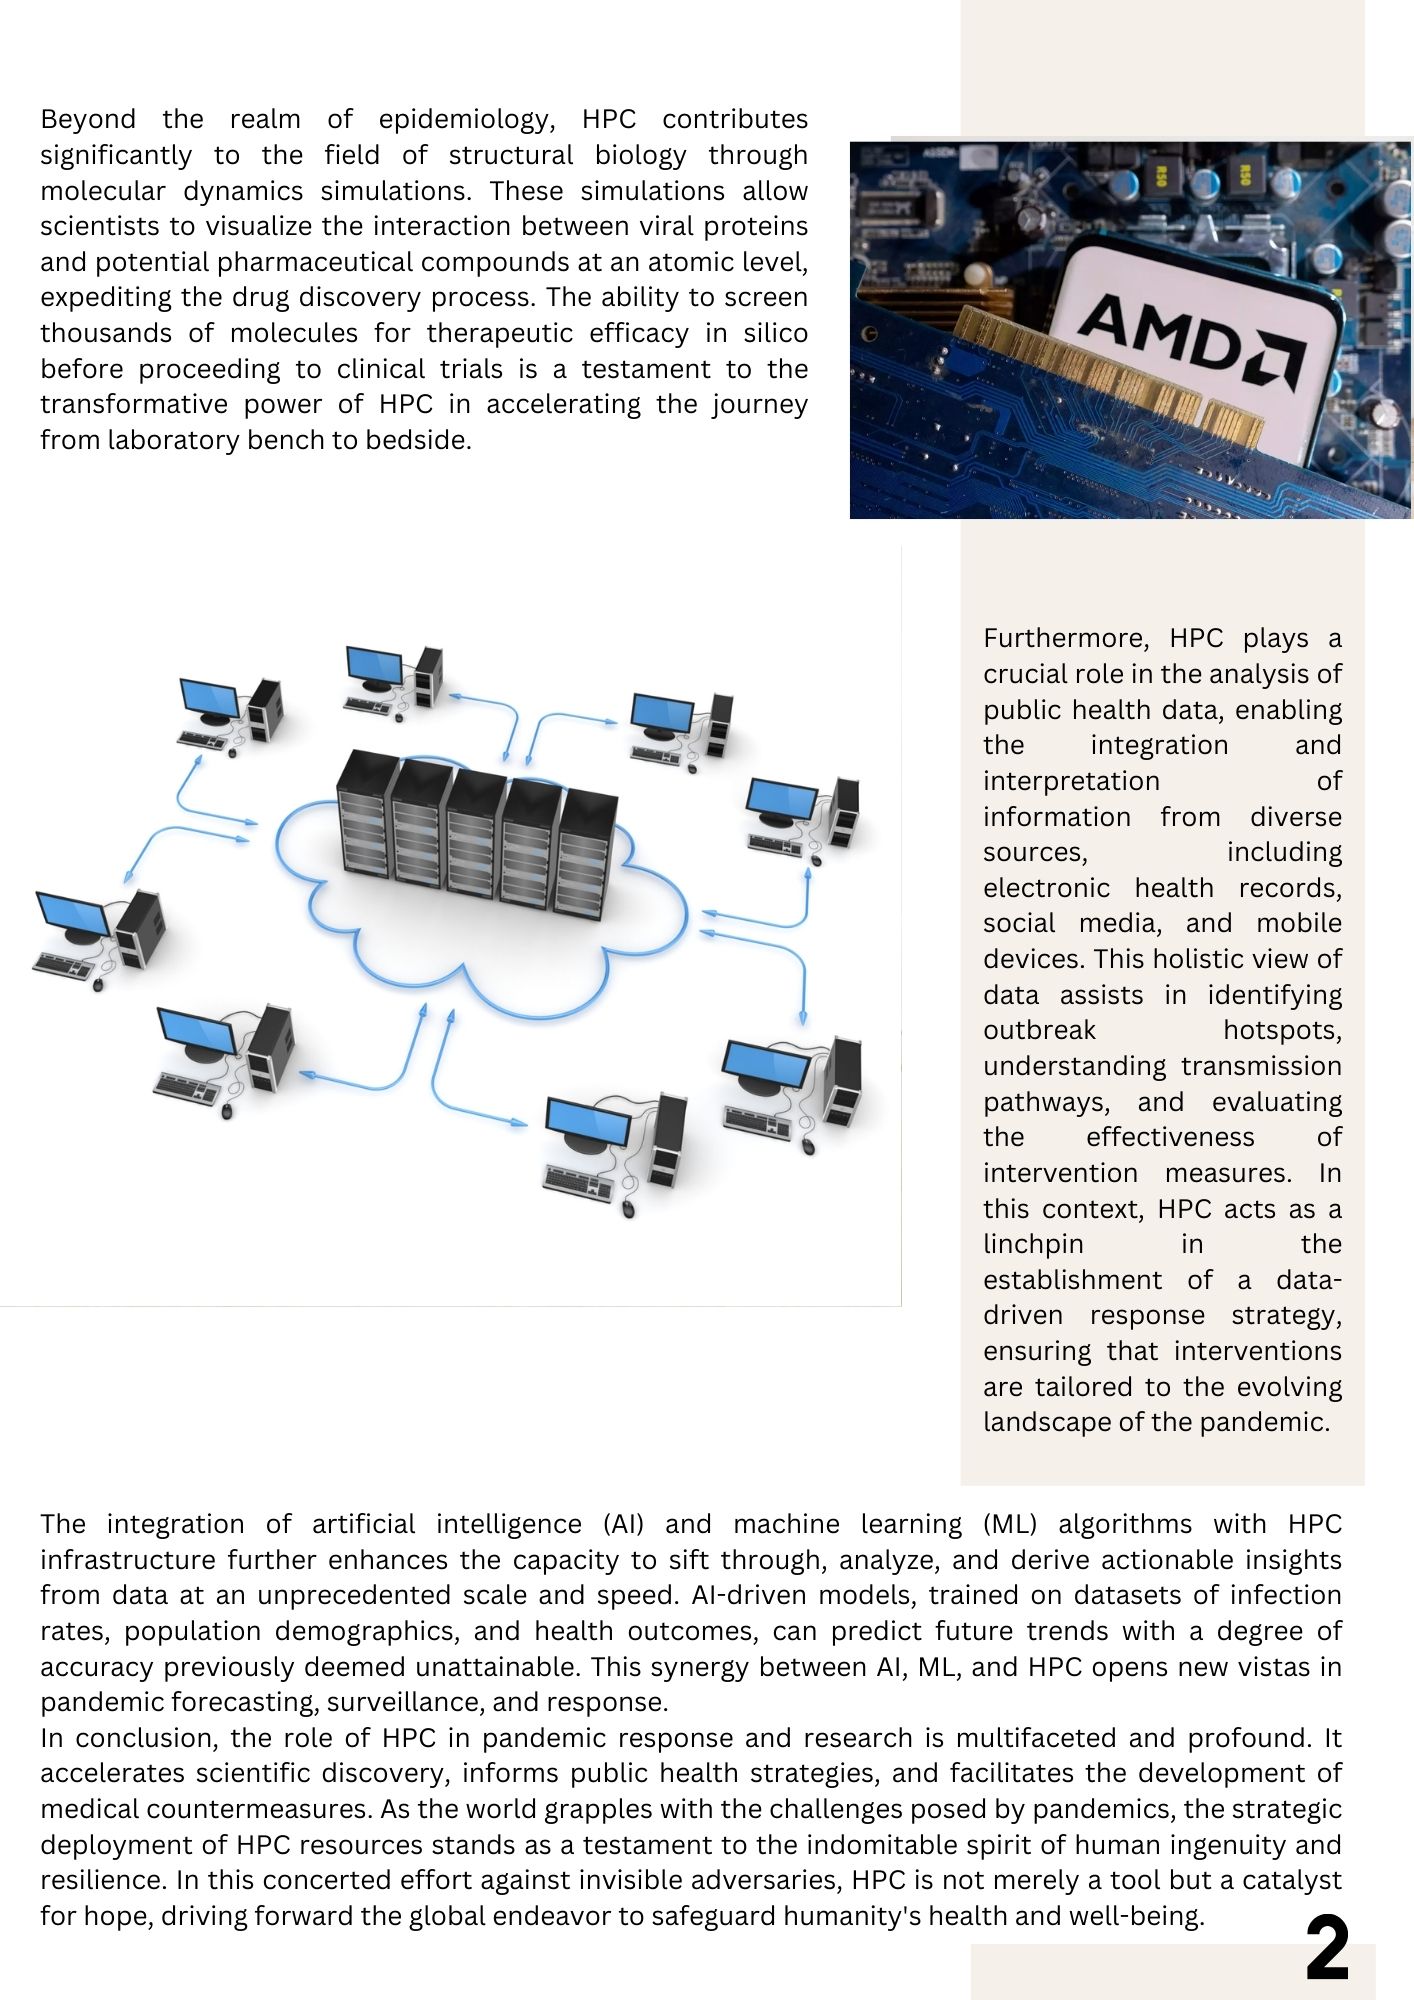 Beyond the realm of epidemiology, HPC contributes
significantly to the field of structural biology through
molecular dynamics simulations. These simulations allow
scientists to visualize the interaction between viral proteins
and potential pharmaceutical compounds at an atomic level,
expediting the drug discovery process. The ability to screen
thousands of molecules for therapeutic efficacy in silico
before proceeding to clinical trials is a testament to the
transformative power of HPC in accelerating the journey
from laboratory bench to bedside.
R50
R50
AMD
Furthermore, HPC plays a
crucial role in the analysis of
public health data, enabling
the integration and
interpretation of
information from diverse
sources, including
electronic health records,
social media, and mobile
devices. This holistic view of
data assists in identifying
outbreak hotspots,
understanding transmission
pathways, and evaluating
the effectiveness of
intervention measures. In
this context, HPC acts as a
linchpin in the
establishment of a data-
driven response strategy,
ensuring that interventions
are tailored to the evolving
landscape of the pandemic.
The integration of artificial intelligence (AI) and machine learning (ML) algorithms with HPC
infrastructure further enhances the capacity to sift through, analyze, and derive actionable insights
from data at an unprecedented scale and speed. AI-driven models, trained on datasets of infection
rates, population demographics, and health outcomes, can predict future trends with a degree of
accuracy previously deemed unattainable. This synergy between AI, ML, and HPC opens new vistas in
pandemic forecasting, surveillance, and response.
In conclusion, the role of HPC in pandemic response and research is multifaceted and profound. It
accelerates scientific discovery, informs public health strategies, and facilitates the development of
medical countermeasures. As the world grapples with the challenges posed by pandemics, the strategic
deployment of HPC resources stands as a testament to the indomitable spirit of human ingenuity and
resilience. In this concerted effort against invisible adversaries, HPC is not merely a tool but a catalyst
for hope, driving forward the global endeavor to safeguard humanity's health and well-being.
2